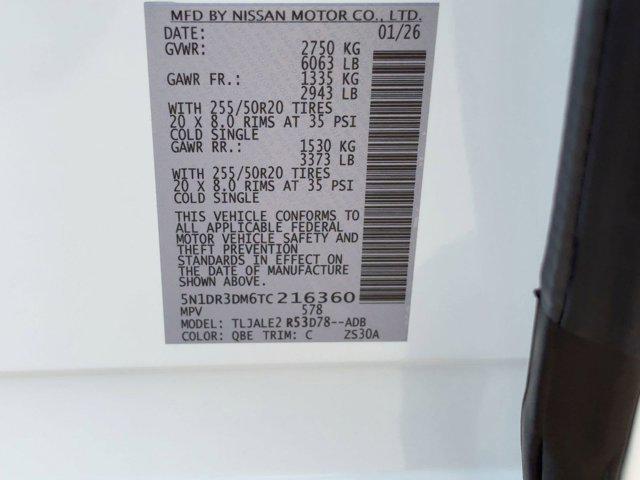 MFD BY NISSAN MOTOR CO., LTD.
DATE: 01/26
GVWR: 2750 KG
6063 LB
GAWR FR.: 1335 KG
2943 LB
WITH 255/50R20 TIRES
20 X 8.0 RIMS AT 35 PSI
COLD SINGLE
GAWR RR.: 1530 KG
3373 LB
WITH 255/50R20 TIRES
20 X 8.0 RIMS AT 35 PSI
COLD SINGLE
THIS VEHICLE CONFORMS TO
ALL APPLICABLE FEDERAL
MOTOR VEHICLE SAFETY AND
THEFT PREVENTION
STANDARDS IN EFFECT ON
THE DATE OF MANUFACTURE
SHOWN ABOVE.
5N1DR3DM6TC216360
MPV 578
MODEL: TLJALE2 R53D78--ADB
COLOR: QBE TRIM: C ZS30A